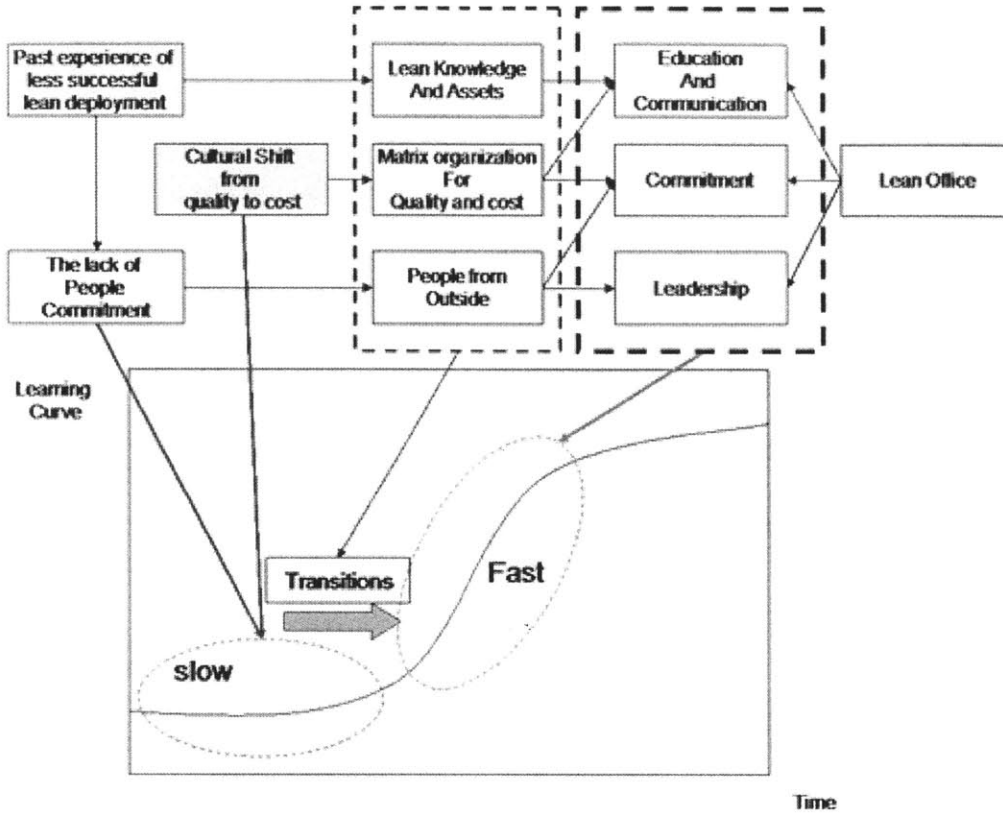 Past experience of
less successful
lean deployment
Lean Knowledge
And Assets
Education
And
Communication
Cultural Shift
from
quality to cost
Matrix organization
For
Quality and cost
Commitment
Lean Office
The lack of
People
Commitment
People from
Outside
Leadership
Learning
Curve
Transitions
Fast
slow
Time